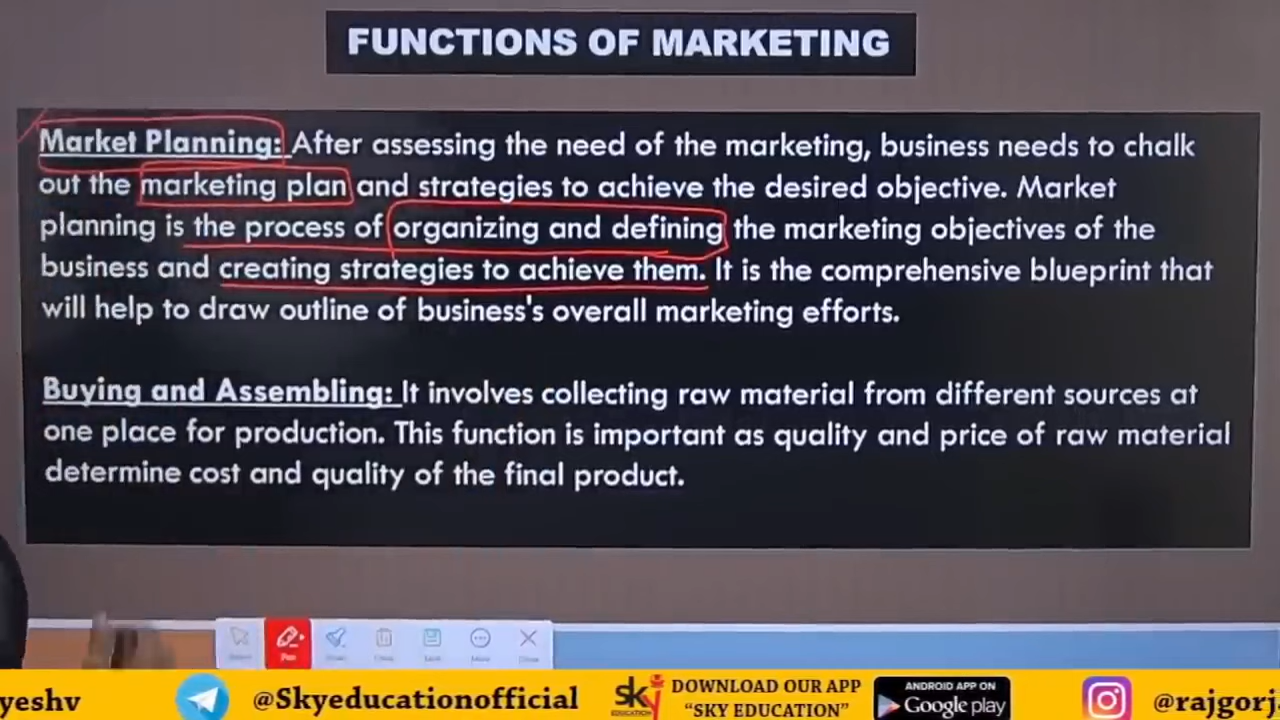 FUNCTIONS OF MARKETING
Market Planning: After assessing the need of the marketing, business needs to chalk
out the marketing plan and strategies to achieve the desired objective. Market
planning is the process of organizing and defining the marketing objectives of the
business and creating strategies to achieve them. It is the comprehensive blueprint that
will help to draw outline of business's overall marketing efforts.
Buying and Assembling: It involves collecting raw material from different sources at
one place for production. This function is important as quality and price of raw material
determine cost and quality of the final product.
Pen
yeshv
@Skyeducationofficial
sky
EDUCATION
DOWNLOAD OUR APP
“SKY EDUCATION”
ANDROID APP ON
Google play
@rajgorj